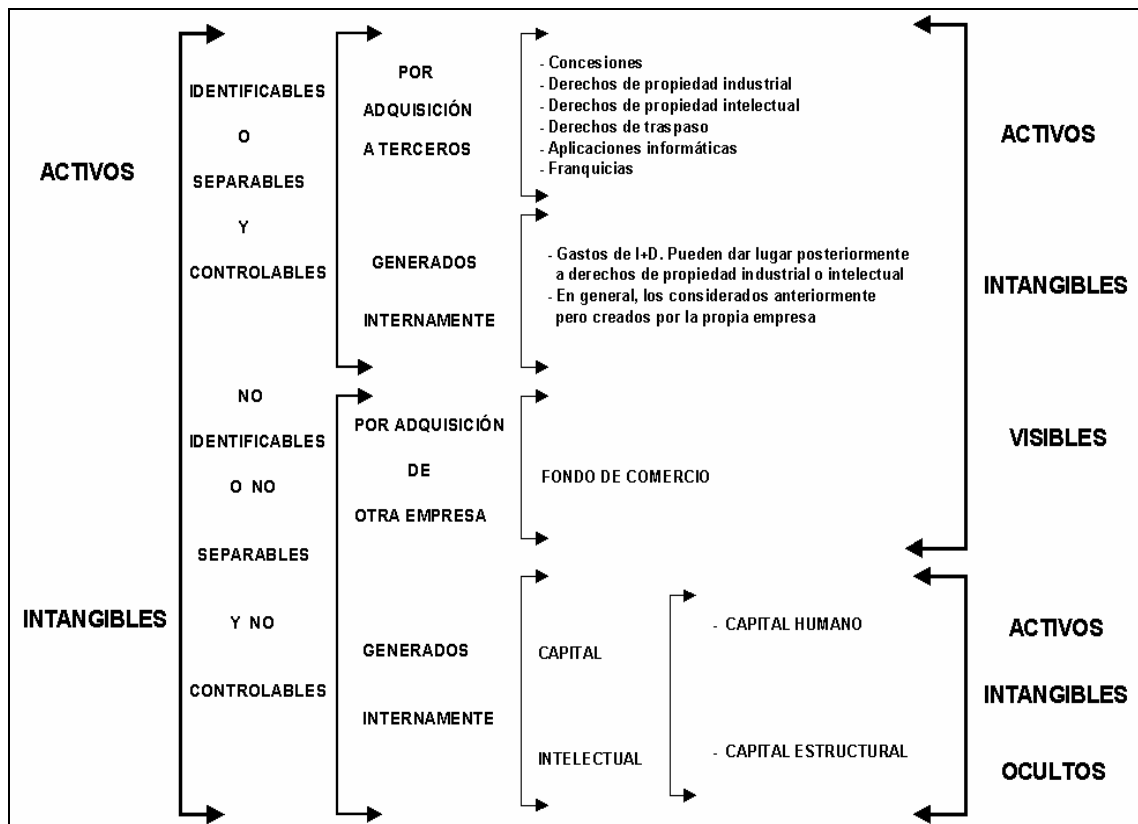 ACTIVOS
INTANGIBLES
IDENTIFICABLES
O
SEPARABLES
Y
CONTROLABLES
POR
ADQUISICIÓN
A TERCEROS
- Concesiones
- Derechos de propiedad industrial
- Derechos de propiedad intelectual
- Derechos de traspaso
- Aplicaciones informáticas
- Franquicias
GENERADOS
INTERNAMENTE
- Gastos de I+D. Pueden dar lugar posteriormente
a derechos de propiedad industrial o intelectual
- En general, los considerados anteriormente
pero creados por la propia empresa
NO
IDENTIFICABLES
O NO
SEPARABLES
Y NO
CONTROLABLES
POR ADQUISICIÓN
DE
OTRA EMPRESA
FONDO DE COMERCIO
GENERADOS
INTERNAMENTE
CAPITAL
INTELECTUAL
- CAPITAL HUMANO
- CAPITAL ESTRUCTURAL
ACTIVOS
INTANGIBLES
VISIBLES
ACTIVOS
INTANGIBLES
OCULTOS